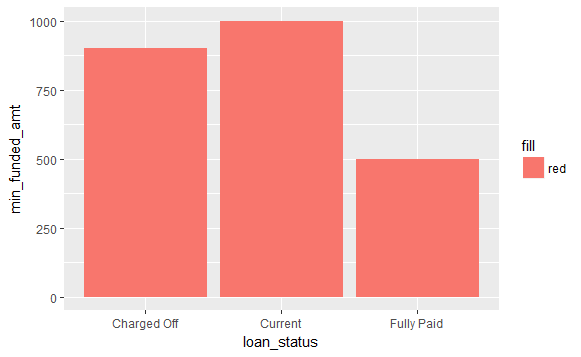 1000
750
500
250
0
min_funded_amt
Charged Off
Current
Fully Paid
loan_status
fill
red